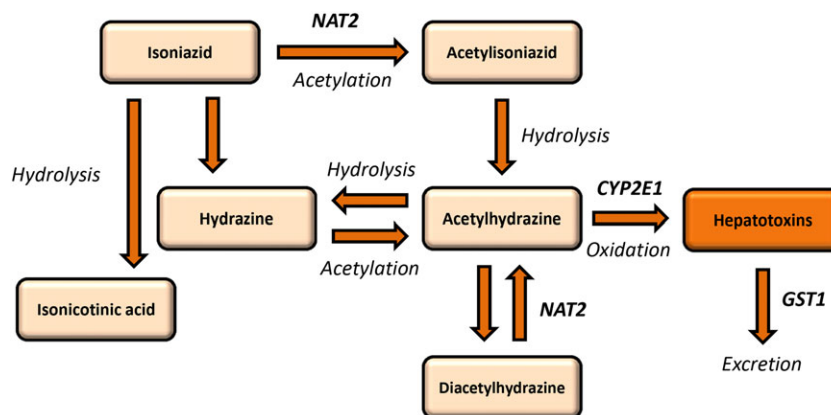 NAT2
Isoniazid
Acetylisoniazid
Acetylation
Hydrolysis
Hydrolysis
Hydrolysis
CYP2E1
Hydrazine
Acetylhydrazine
Hepatotoxins
Acetylation
Oxidation
Isonicotinic acid
NAT2
GST1
Excretion
Diacetylhydrazine